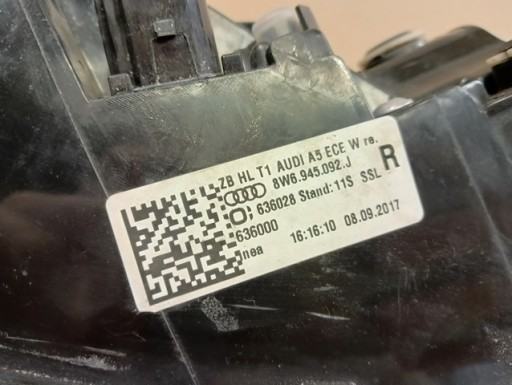 ZB HL T1 AUDI A5 ECE W re.
8W6.945.092.J R
636028 Stand: 11S SSL
636000
nea 16:16:10 08.09.2017